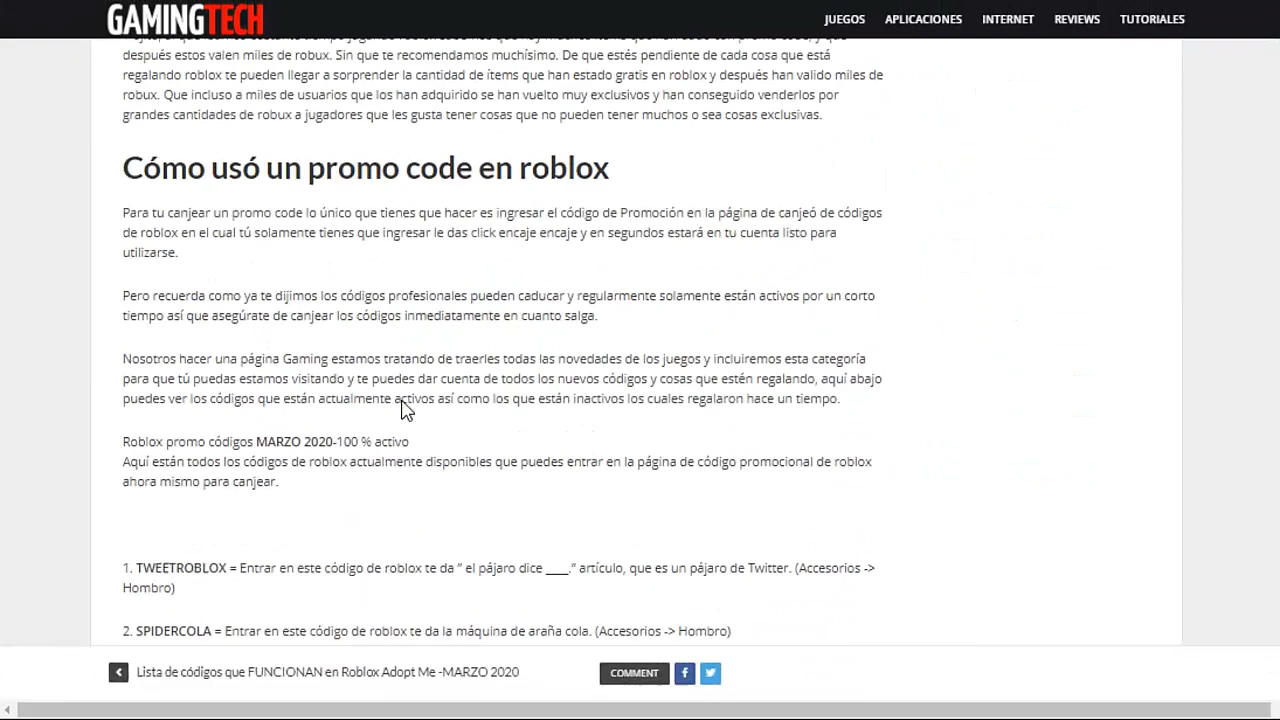 GAMINGTECH
JUEGOS APLICACIONES INTERNET REVIEWS TUTORIALES
después estos valen miles de robux. Sin que te recomendamos muchísimo. De que estés pendiente de cada cosa que está
regalando roblox te pueden llegar a sorprender la cantidad de ítems que han estado gratis en roblox y después han valido miles de
robux. Que incluso a miles de usuarios que los han adquirido se han vuelto muy exclusivos y han conseguido venderlos por
grandes cantidades de robux a jugadores que les gusta tener cosas que no pueden tener muchos o sea cosas exclusivas.
Cómo usó un promo code en roblox
Para tu canjear un promo code lo único que tienes que hacer es ingresar el código de Promoción en la página de canjeó de códigos
de roblox en el cual tú solamente tienes que ingresar le das click encaje encaje y en segundos estará en tu cuenta listo para
utilizarse.
Pero recuerda como ya te dijimos los códigos profesionales pueden caducar y regularmente solamente están activos por un corto
tiempo así que asegúrate de canjear los códigos inmediatamente en cuanto salga.
Nosotros hacer una página Gaming estamos tratando de traerles todas las novedades de los juegos y incluiremos esta categoría
para que tú puedas estamos visitando y te puedes dar cuenta de todos los nuevos códigos y cosas que estén regalando, aquí abajo
puedes ver los códigos que están actualmente activos así como los que están inactivos los cuales regalaron hace un tiempo.
Roblox promo códigos MARZO 2020-100 % activo
Aquí están todos los códigos de roblox actualmente disponibles que puedes entrar en la página de código promocional de roblox
ahora mismo para canjear.
1. TWEETROBLOX = Entrar en este código de roblox te da " el pájaro dice ____." artículo, que es un pájaro de Twitter. (Accesorios ->
Hombro)
2. SPIDERCOLA = Entrar en este código de roblox te da la máquina de araña cola. (Accesorios -> Hombro)
Lista de códigos que FUNCIONAN en Roblox Adopt Me -MARZO 2020
COMMENT